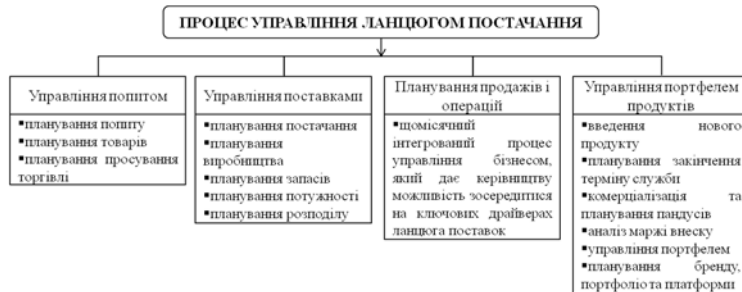 ПРОЦЕС УПРАВЛІННЯ ЛАНЦЮГОМ ПОСТАЧАННЯ
Управління попитом
▪планування попиту
▪планування товарів
▪планування просування
торгівлі
Управління поставками
▪планування постачання
▪планування
виробництва
▪планування запасів
▪планування потужності
▪планування розподілу
Планування продажів і
операцій
▪щомісячний
інтегрований процес
управління бізнесом,
який дає керівництву
можливість зосередитися
на ключових драйверах
ланцюга поставок
Управління портфелем
продуктів
▪введення нового
продукту
▪планування закінчення
терміну служби
▪комерціалізація та
планування пандусів
▪аналіз маржі внеску
▪управління портфелем
▪планування бренду,
портфоліо та платформи